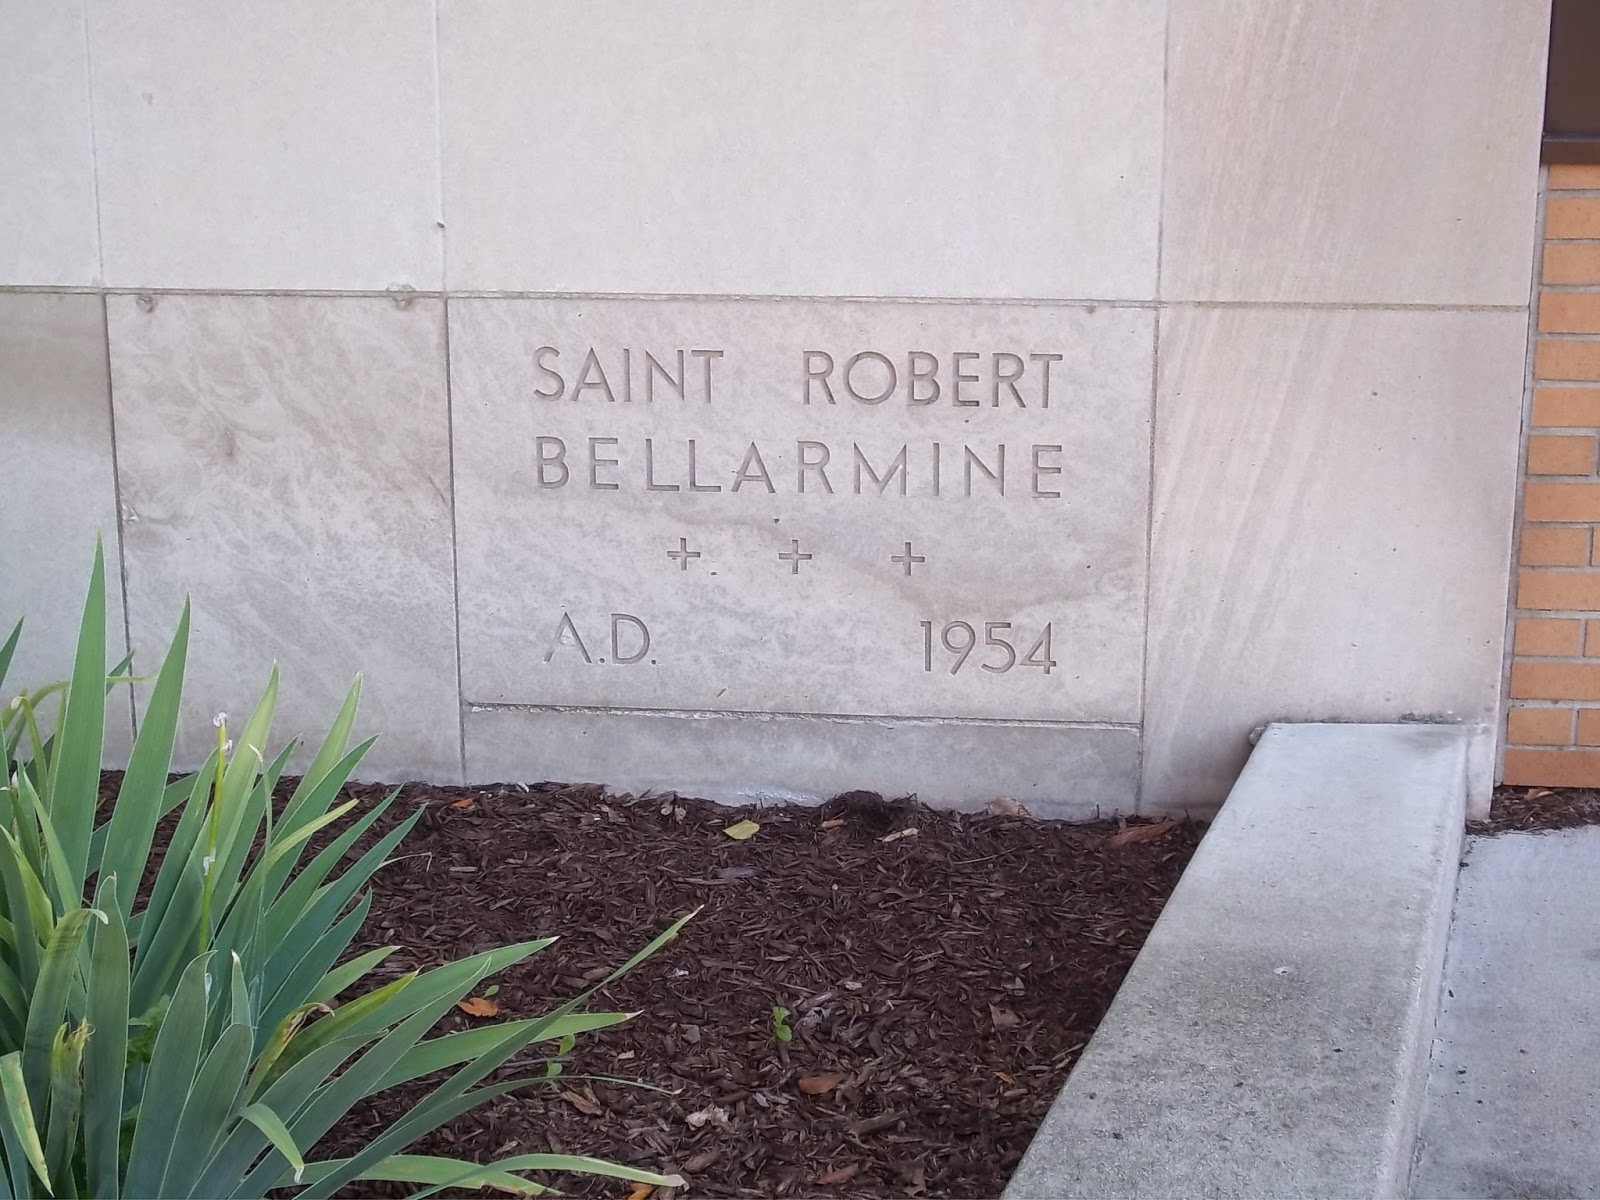 SAINT ROBERT
BELLARMINE
+ + +
A.D. 1954